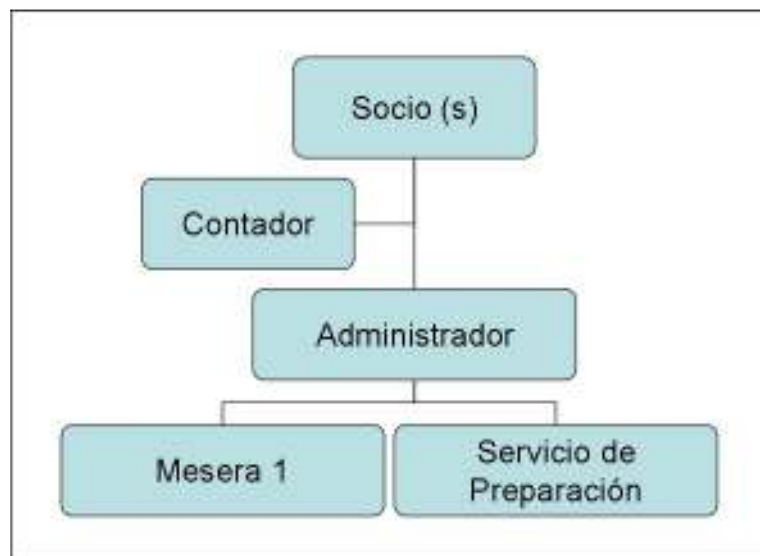 Socio (s)
Contador
Administrador
Mesera 1
Servicio de
Preparación